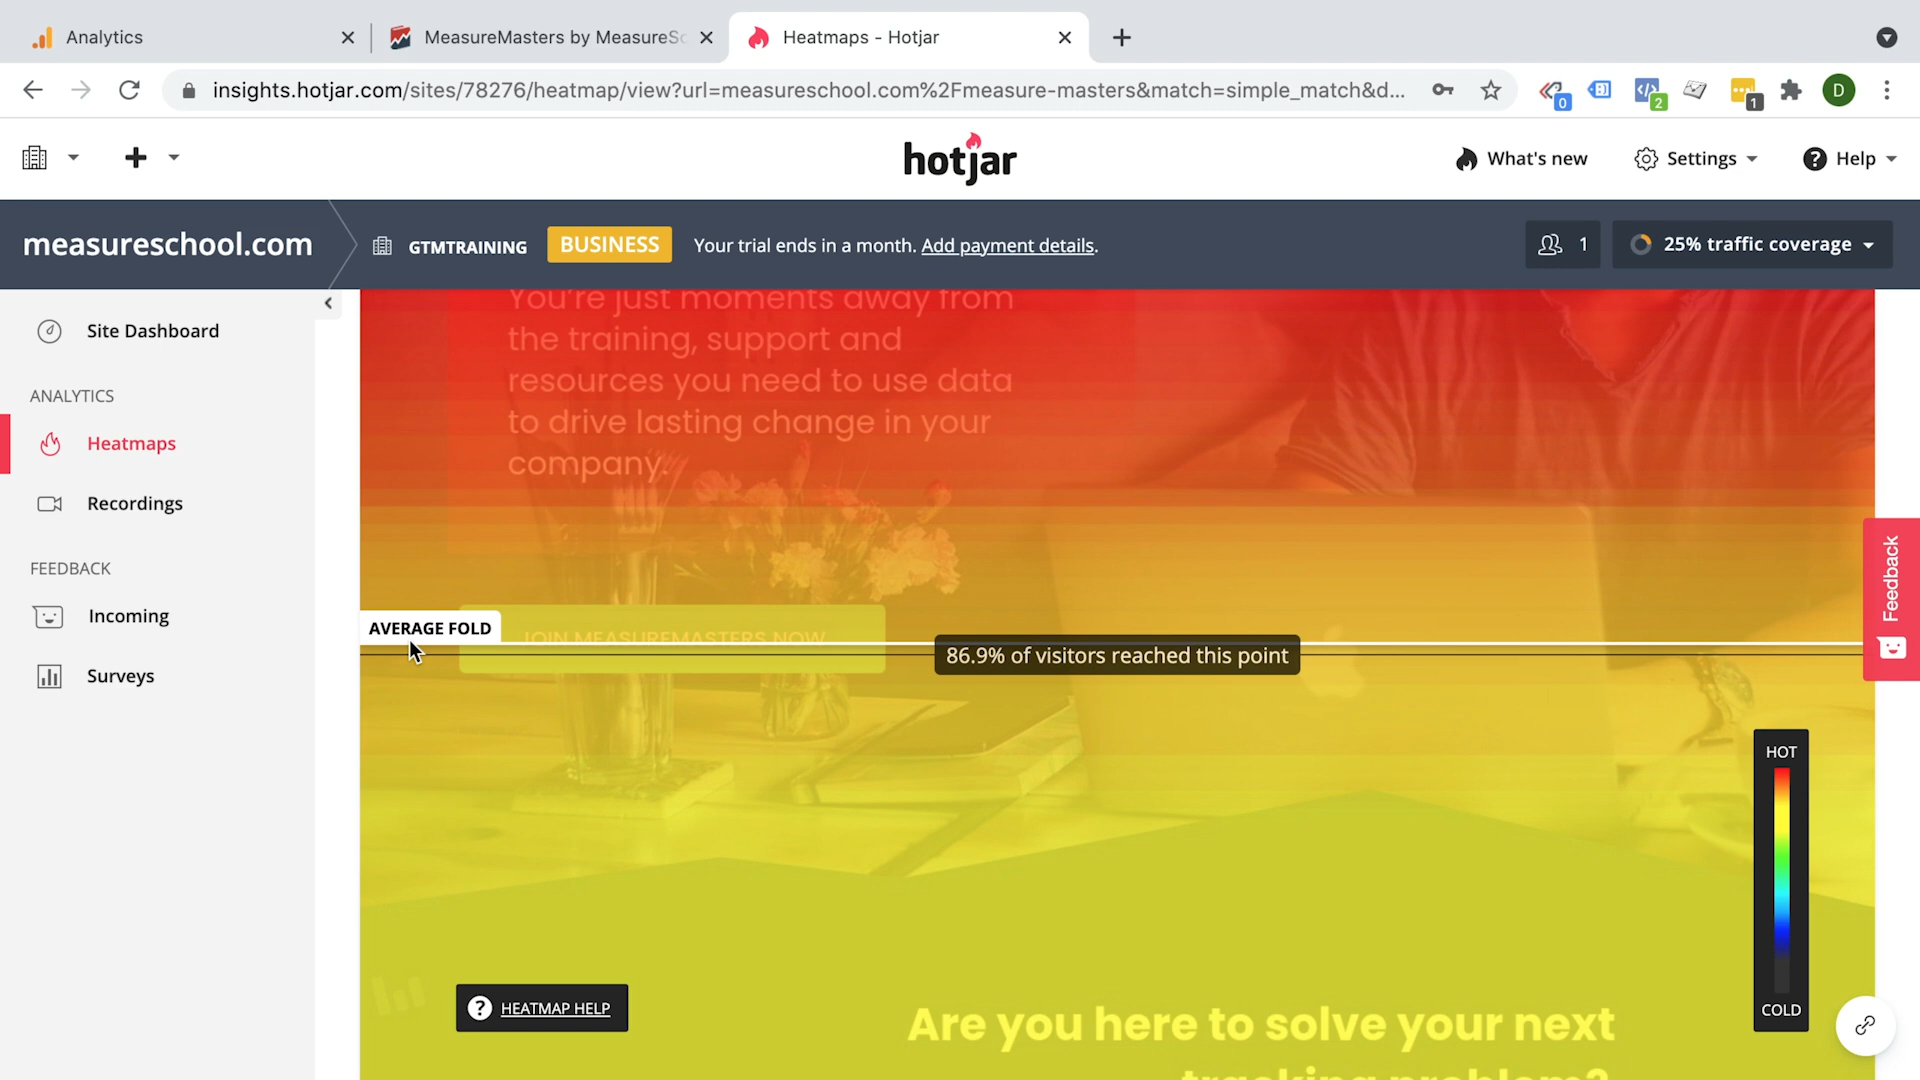 Analytics
MeasureMasters by MeasureSc
Heatmaps - Hotjar
insights.hotjar.com/sites/78276/heatmap/view?url=measureschool.com%2Fmeasure-masters&match=simple_match&d...
0
2
1
D
hotjar
What's new
Settings
Help
measureschool.com
GTMTRAINING
BUSINESS
Your trial ends in a month. Add payment details.
1
25% traffic coverage
Site Dashboard
ANALYTICS
Heatmaps
Recordings
FEEDBACK
Incoming
Surveys
You're just moments away from
the training, support and
resources you need to use data
to drive lasting change in your
company.
AVERAGE FOLD
JOIN MEASUREMASTERS NOW
86.9% of visitors reached this point
Feedback
HOT
COLD
HEATMAP HELP
Are you here to solve your next
tracking problem?